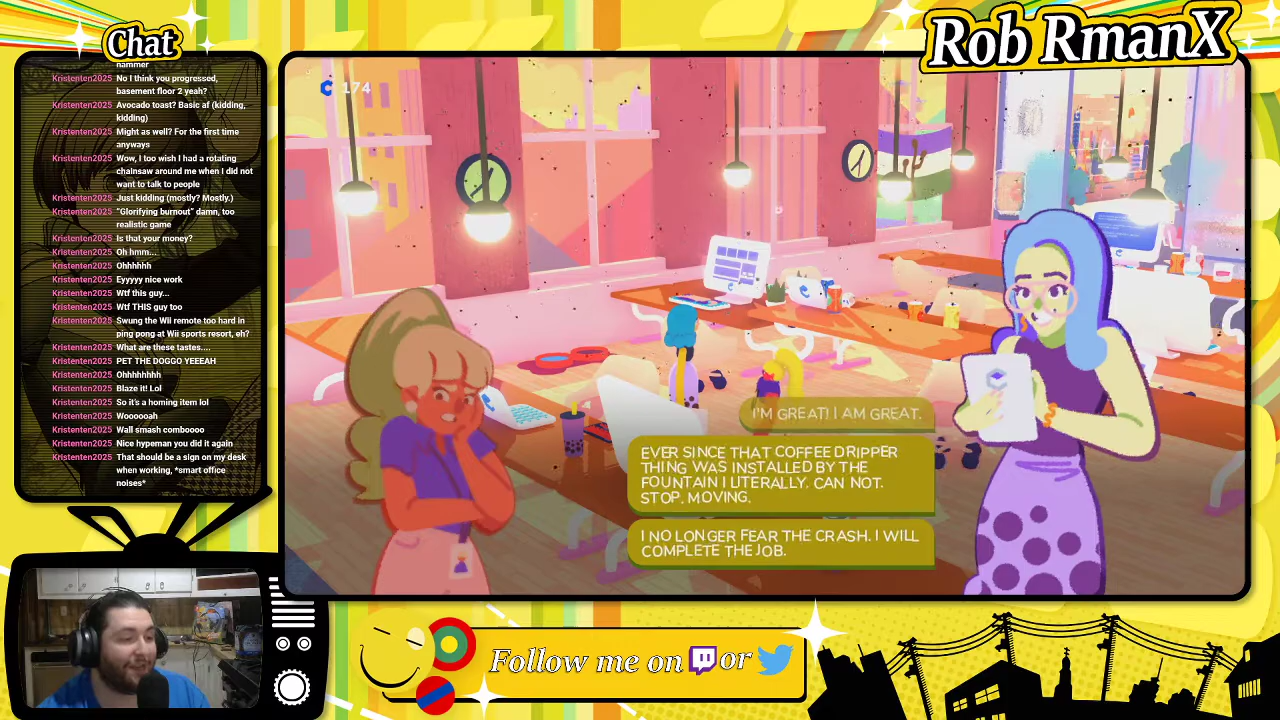 Chat
Rob RmanX
hammer
Kristenten2025 No I think you progressed,
basement floor 2 yeah?
Kristenten2025 Avocado toast? Basic af (kidding,
kidding)
Kristenten2025 Might as well? For the first time
anyways
Kristenten2025 Wow, I too wish I had a rotating
chainsaw around me when I did not
want to talk to people
Kristenten2025 Just kidding (mostly? Mostly.)
Kristenten2025 "Glorifying burnout" damn, too
realistic game
Kristenten2025 Is that your money?
Kristenten2025 Oh hmm...
Kristenten2025 Ohhhhhh
Kristenten2025 Eyyyyy nice work
Kristenten2025 Wtf this guy...
Kristenten2025 Wtf THIS guy too
Kristenten2025 Swung the Wii remote too hard in
ping pong at Wii sports resort, eh?
Kristenten2025 What are these tastes....
Kristenten2025 PET THE DOGGO YEEEAH
Kristenten2025 Ohhhhhhhh
Kristenten2025 Blaze it! Lol
Kristenten2025 So it's a homing item lol
Kristenten2025 Woooooah
Kristenten2025 Wall smash comboooo
Kristenten2025 Nice hypeman you did it again
Kristenten2025 That should be a sign on my desk
when working, *smart office
noises*
174
I'M GREAT! I AM GREAT.
EVER SINCE THAT COFFEE DRIPPER
THING WAS INSTALLED BY THE
FOUNTAIN I LITERALLY. CAN NOT.
STOP. MOVING.
I NO LONGER FEAR THE CRASH. I WILL
COMPLETE THE JOB.
Follow me on or